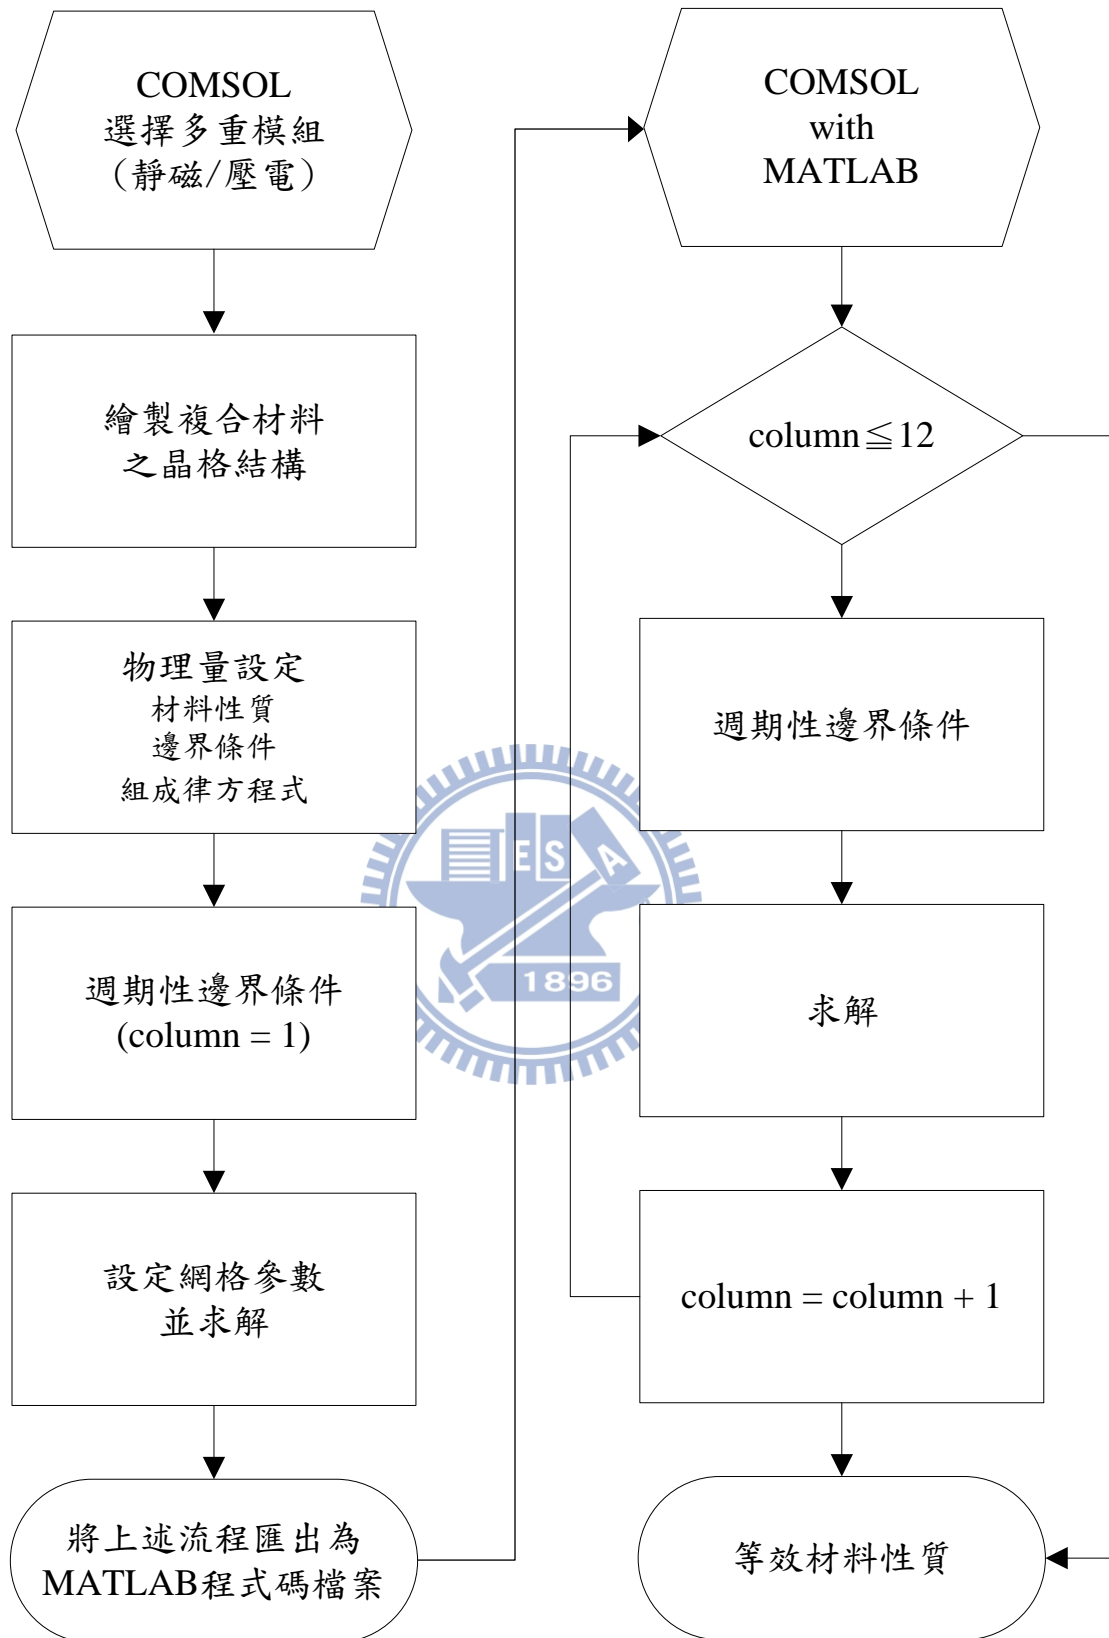 COMSOL
選擇多重模組
(靜磁/壓電)
繪製複合材料
之晶格結構
物理量設定
材料性質
邊界條件
組成律方程式
週期性邊界條件
(column = 1)
設定網格參數
並求解
將上述流程匯出為
MATLAB程式碼檔案
COMSOL
with
MATLAB
column≦12
週期性邊界條件
求解
column = column + 1
等效材料性質
E S A
1896